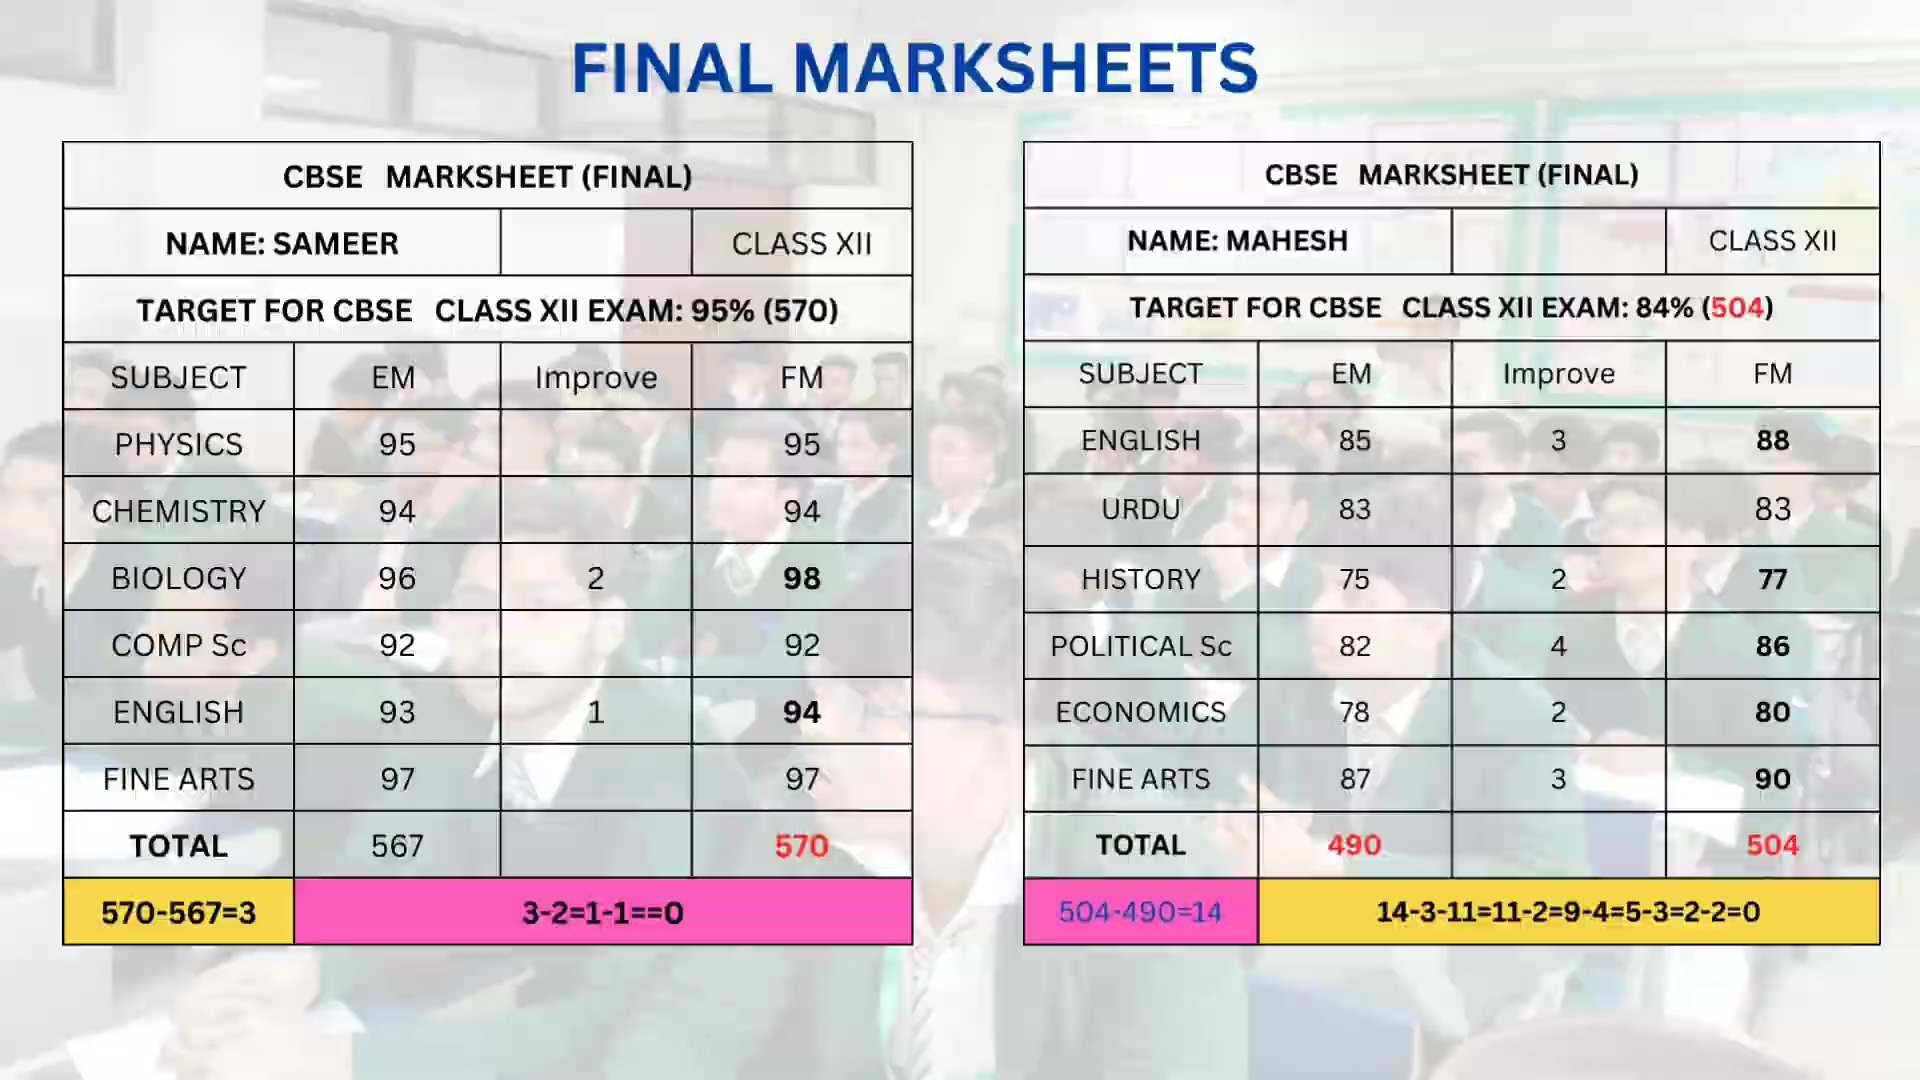 FINAL MARKSHEETS
CBSE MARKSHEET (FINAL)
NAME: SAMEER CLASS XII
TARGET FOR CBSE CLASS XII EXAM: 95% (570)
SUBJECT EM Improve FM
PHYSICS 95 95
CHEMISTRY 94 94
BIOLOGY 96 2 98
COMP Sc 92 92
ENGLISH 93 1 94
FINE ARTS 97 97
TOTAL 567 570
570-567=3 3-2=1-1==0
CBSE MARKSHEET (FINAL)
NAME: MAHESH CLASS XII
TARGET FOR CBSE CLASS XII EXAM: 84% (504)
SUBJECT EM Improve FM
ENGLISH 85 3 88
URDU 83 83
HISTORY 75 2 77
POLITICAL Sc 82 4 86
ECONOMICS 78 2 80
FINE ARTS 87 3 90
TOTAL 490 504
504-490=14 14-3-11=11-2=9-4=5-3=2-2=0